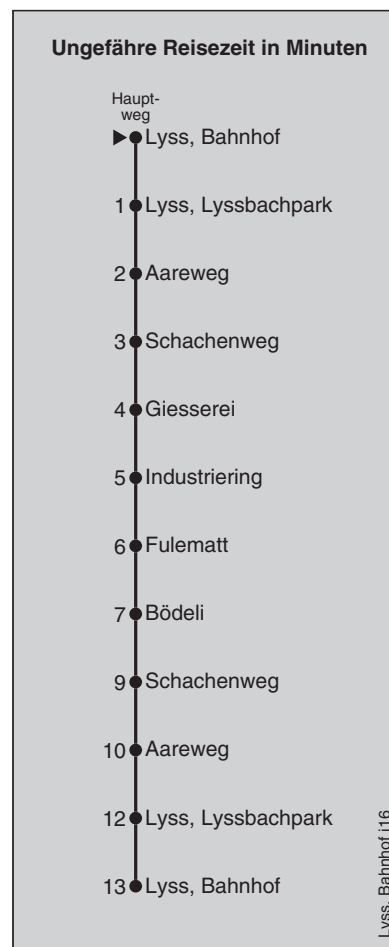 Ungefähre Reisezeit in Minuten
Haupt-
weg
Lyss, Bahnhof
1 Lyss, Lyssbachpark
2 Aareweg
3 Schachenweg
4 Giesserei
5 Industriering
6 Fulematt
7 Bödeli
9 Schachenweg
10 Aareweg
12 Lyss, Lyssbachpark
13 Lyss, Bahnhof
Lyss, Bahnhof j16